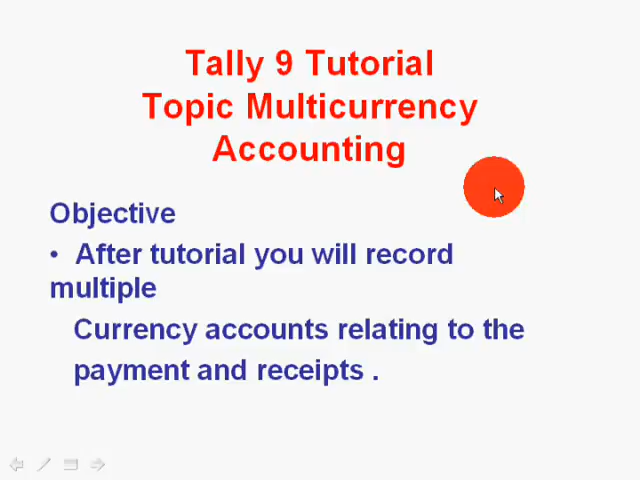 Tally 9 Tutorial
Topic Multicurrency
Accounting
Objective
• After tutorial you will record
multiple
Currency accounts relating to the
payment and receipts .